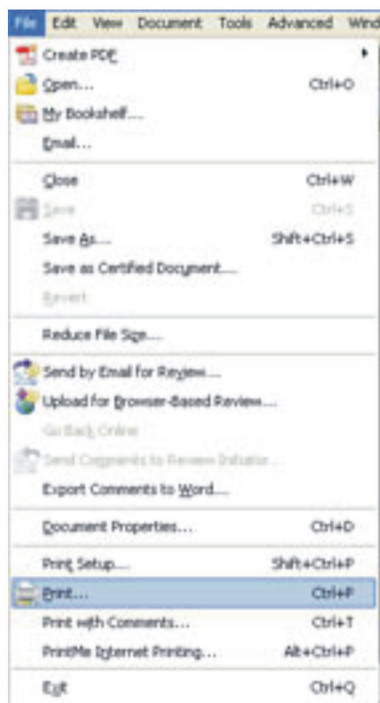 File Edit View Document Tools Advanced Wind
Create PDF
Open... Ctrl+O
My Bookshelf...
Email...
Close Ctrl+W
Save Ctrl+S
Save As... Shift+Ctrl+S
Save as Certified Document...
Revert
Reduce File Size...
Send by Email for Review...
Upload for Browser-Based Review...
Go Back Online
Send Comments to Review Initiator...
Export Comments to Word...
Document Properties... Ctrl+D
Print Setup... Shift+Ctrl+P
Print... Ctrl+P
Print with Comments... Ctrl+T
PrintMe Internet Printing... Alt+Ctrl+P
Exit Ctrl+Q